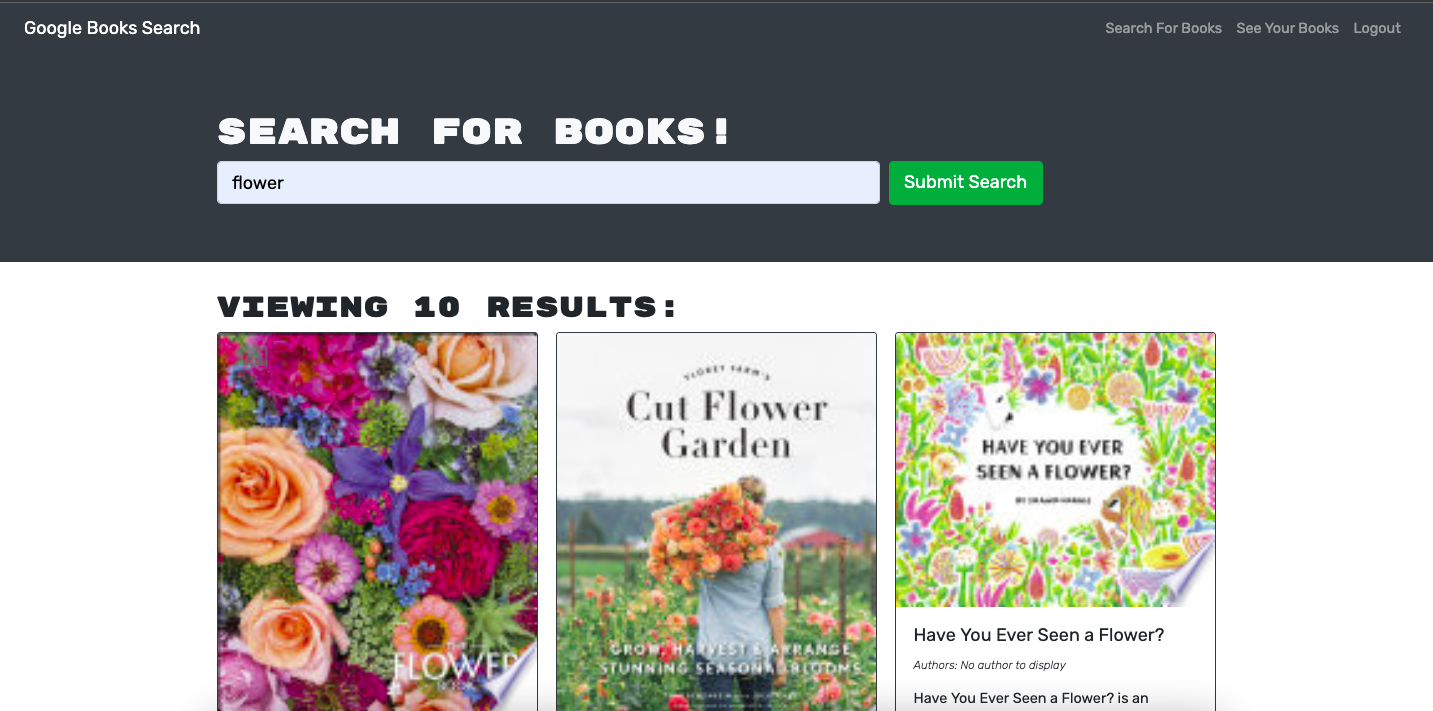 Google Books Search
Search For Books See Your Books Logout
SEARCH FOR BOOKS!
flower
Submit Search
VIEWING 10 RESULTS:
THE
FLOWER
FLORET FARM'S
Cut Flower
Garden
GROW, HARVEST & ARRANGE
STUNNING SEASONAL BLOOMS
HAVE YOU EVER
SEEN A FLOWER?
Have You Ever Seen a Flower?
Authors: No author to display
Have You Ever Seen a Flower? is an